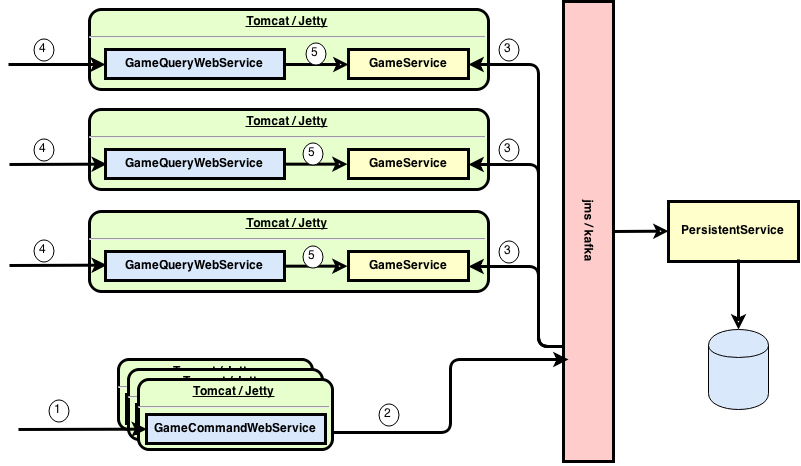 Tomcat / Jetty
4
GameQueryWebService
5
GameService
3
Tomcat / Jetty
4
GameQueryWebService
5
GameService
3
Tomcat / Jetty
4
GameQueryWebService
5
GameService
3
jms / kafka
PersistentService
Tomcat / Jetty
1
GameCommandWebService
2